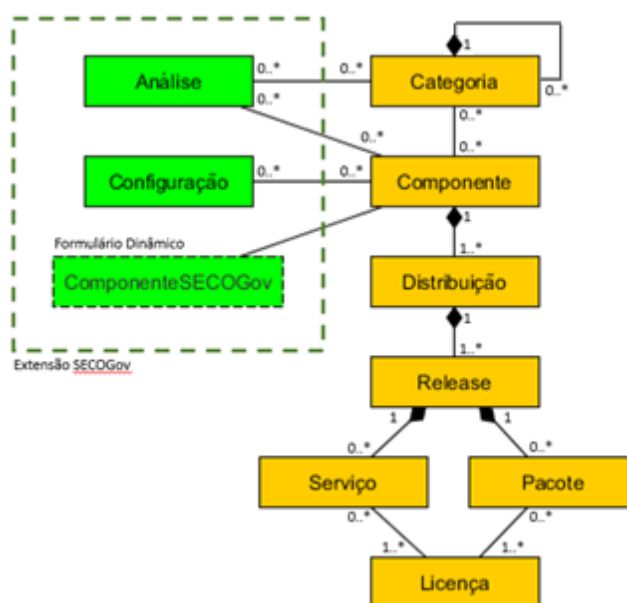 1
Análise
0..*
0..*
Categoria
0..*
0..*
0..*
0..*
0..*
Configuração
0..*
0..*
Componente
1
Formulário Dinâmico
ComponenteSECOGov
1..*
Distribuição
1
Extensão SECOGov
1..*
Release
1
1
0..*
0..*
Serviço
Pacote
0..*
0..*
1..*
1..*
Licença